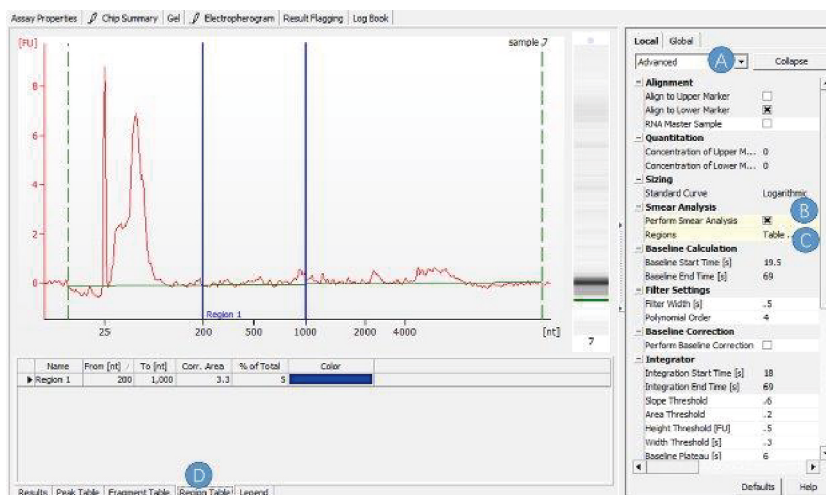 Assay Properties Chip Summary Gel Electropherogram Result Flagging Log Book
[FU]
sample 7
8
6
4
2
0
Region 1
25 200 500 1000 2000 4000 [nt]
7
Name From [nt] / To [nt] Corr. Area % of Total Color
Region 1 200 1,000 3.3 5
D
Results Peak Table Fragment Table Region Table Legend
Local Global
Advanced A Collapse
Alignment
Align to Upper Marker
Align to Lower Marker
RNA Master Sample
Quantitation
Concentration of Upper M... 0
Concentration of Lower M... 0
Sizing
Standard Curve Logarithmic
Smear Analysis
Perform Smear Analysis B
Regions Table ... C
Baseline Calculation
Baseline Start Time [s] 19.5
Baseline End Time [s] 69
Filter Settings
Filter Width [s] .5
Polynomial Order 4
Baseline Correction
Perform Baseline Correction
Integrator
Integration Start Time [s] 18
Integration End Time [s] 69
Slope Threshold .6
Area Threshold .2
Height Threshold [FU] .5
Width Threshold [s] .3
Baseline Plateau [s] 6
Defaults Help